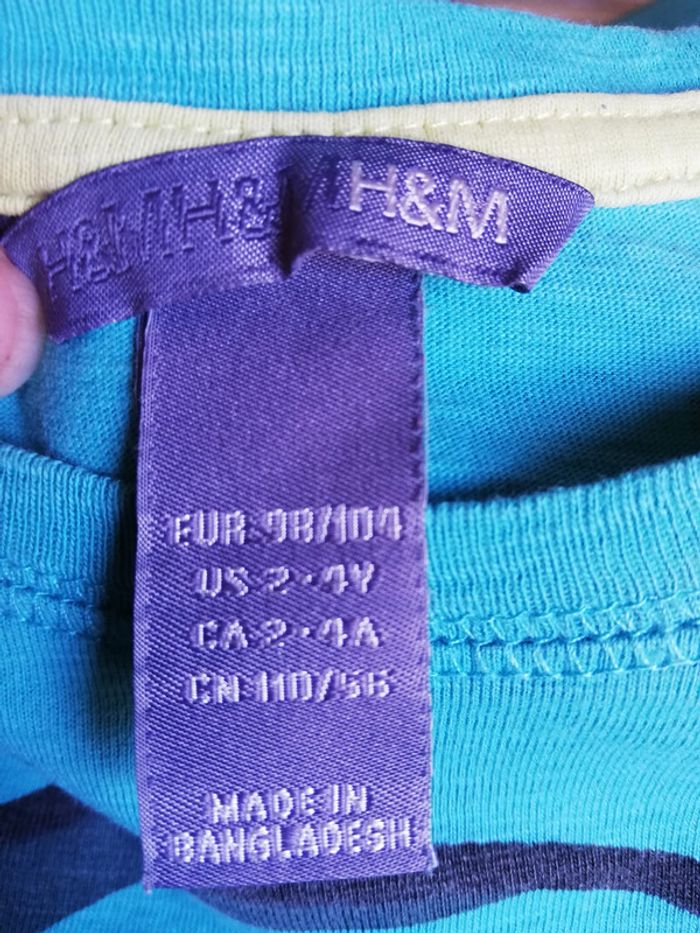 H&M H&M H&M
EUR 98/104
US 2-4Y
CA 2-4A
CN 110/56
MADE IN
BANGLADESH